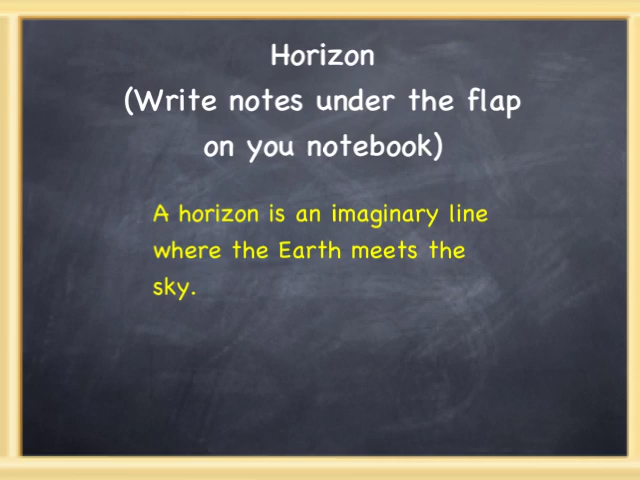 Horizon
(Write notes under the flap
on you notebook)
A horizon is an imaginary line
where the Earth meets the
sky.